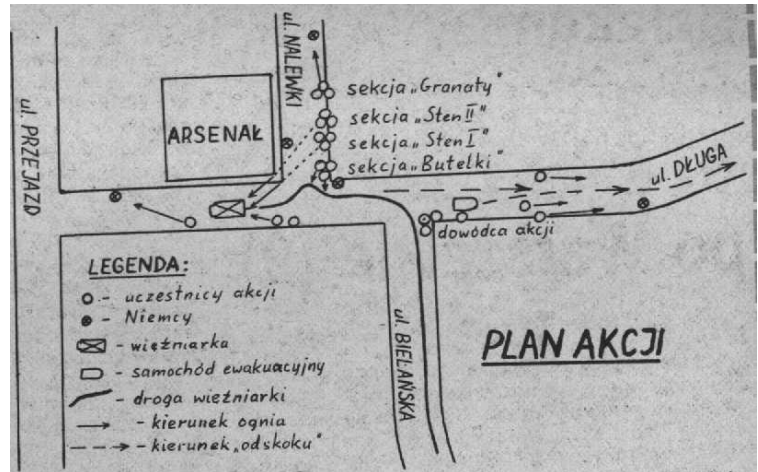 ul. NALEWKI
ul. PRZEJAZD
ARSENAŁ
sekcja „Granaty"
sekcja „Sten II"
sekcja „Sten I"
sekcja „Butelki"
ul. DŁUGA
dowódca akcji
ul. BIELAŃSKA
PLAN AKCJI
LEGENDA:
- uczestnicy akcji
- Niemcy
- więźniarka
- samochód ewakuacyjny
- droga więźniarki
- kierunek ognia
- kierunek „odskoku"